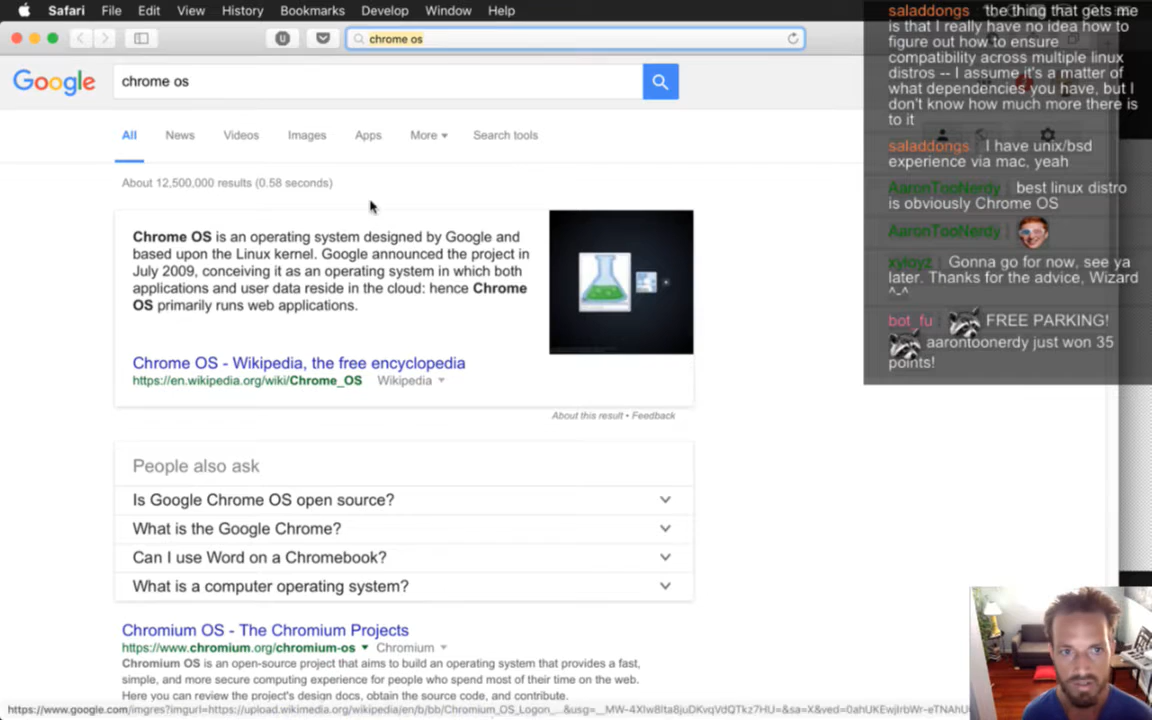 Safari File Edit View History Bookmarks Develop Window Help
chrome os
Google
chrome os
All News Videos Images Apps More Search tools
About 12,500,000 results (0.58 seconds)
Chrome OS is an operating system designed by Google and
based upon the Linux kernel. Google announced the project in
July 2009, conceiving it as an operating system in which both
applications and user data reside in the cloud: hence Chrome
OS primarily runs web applications.
Chrome OS - Wikipedia, the free encyclopedia
https://en.wikipedia.org/wiki/Chrome_OS Wikipedia
About this result • Feedback
People also ask
Is Google Chrome OS open source?
What is the Google Chrome?
Can I use Word on a Chromebook?
What is a computer operating system?
Chromium OS - The Chromium Projects
https://www.chromium.org/chromium-os Chromium
Chromium OS is an open-source project that aims to build an operating system that provides a fast,
simple, and more secure computing experience for people who spend most of their time on the web.
Here you can review the project's design docs, obtain the source code, and contribute.
saladdongs the thing that gets me
is that I really have no idea how to
figure out how to ensure
compatibility across multiple linux
distros -- I assume it's a matter of
what dependencies you have, but I
don't know how much more there is
to it
saladdongs I have unix/bsd
experience via mac, yeah
AaronTooNerdy best linux distro
is obviously Chrome OS
AaronTooNerdy
xyloyz Gonna go for now, see ya
later. Thanks for the advice, Wizard
^-^
bot_fu FREE PARKING!
aarontoonerdy just won 35
points!